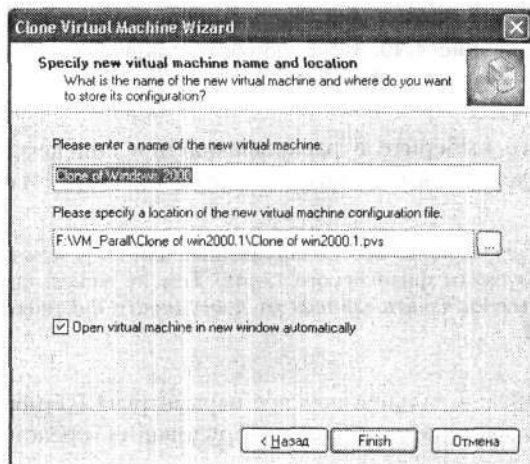 Clone Virtual Machine Wizard
Specify new virtual machine name and location
What is the name of the new virtual machine and where do you want
to store its configuration?
Please enter a name of the new virtual machine.
Clone of Windows 2000
Please specify a location of the new virtual machine configuration file.
F:\VM_Parall\Clone of win2000.1\Clone of win2000.1.pvs
...
Open virtual machine in new window automatically
< Назад
Finish
Отмена